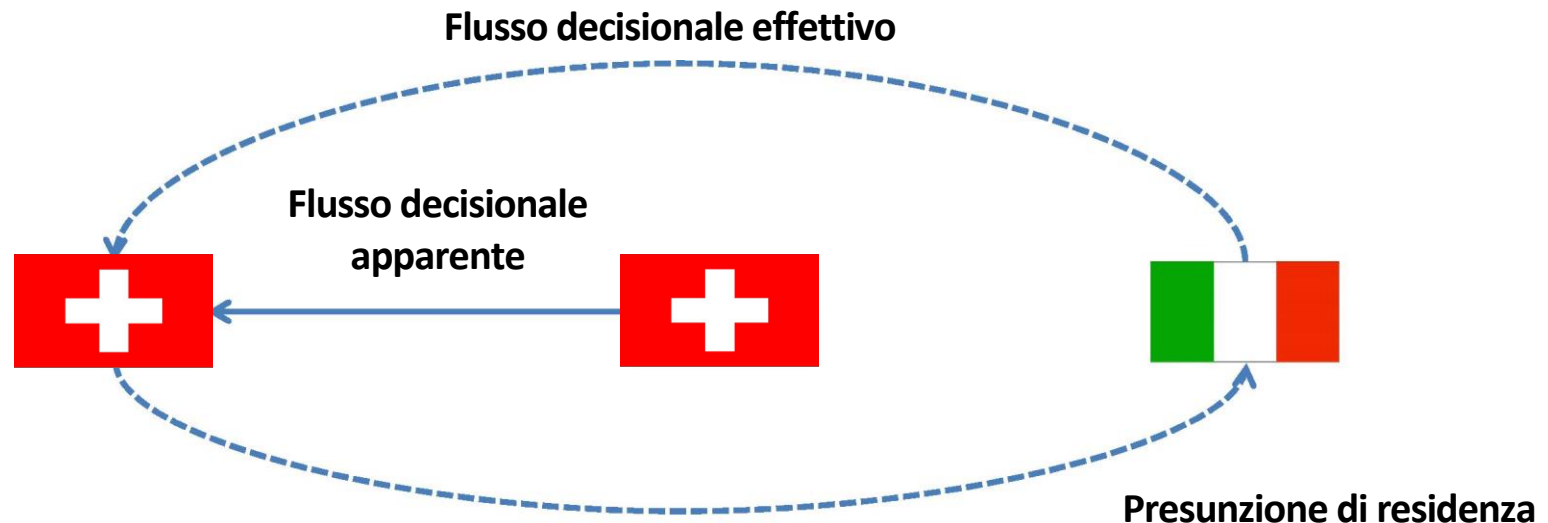 Flusso decisionale effettivo
Flusso decisionale
apparente
Presunzione di residenza